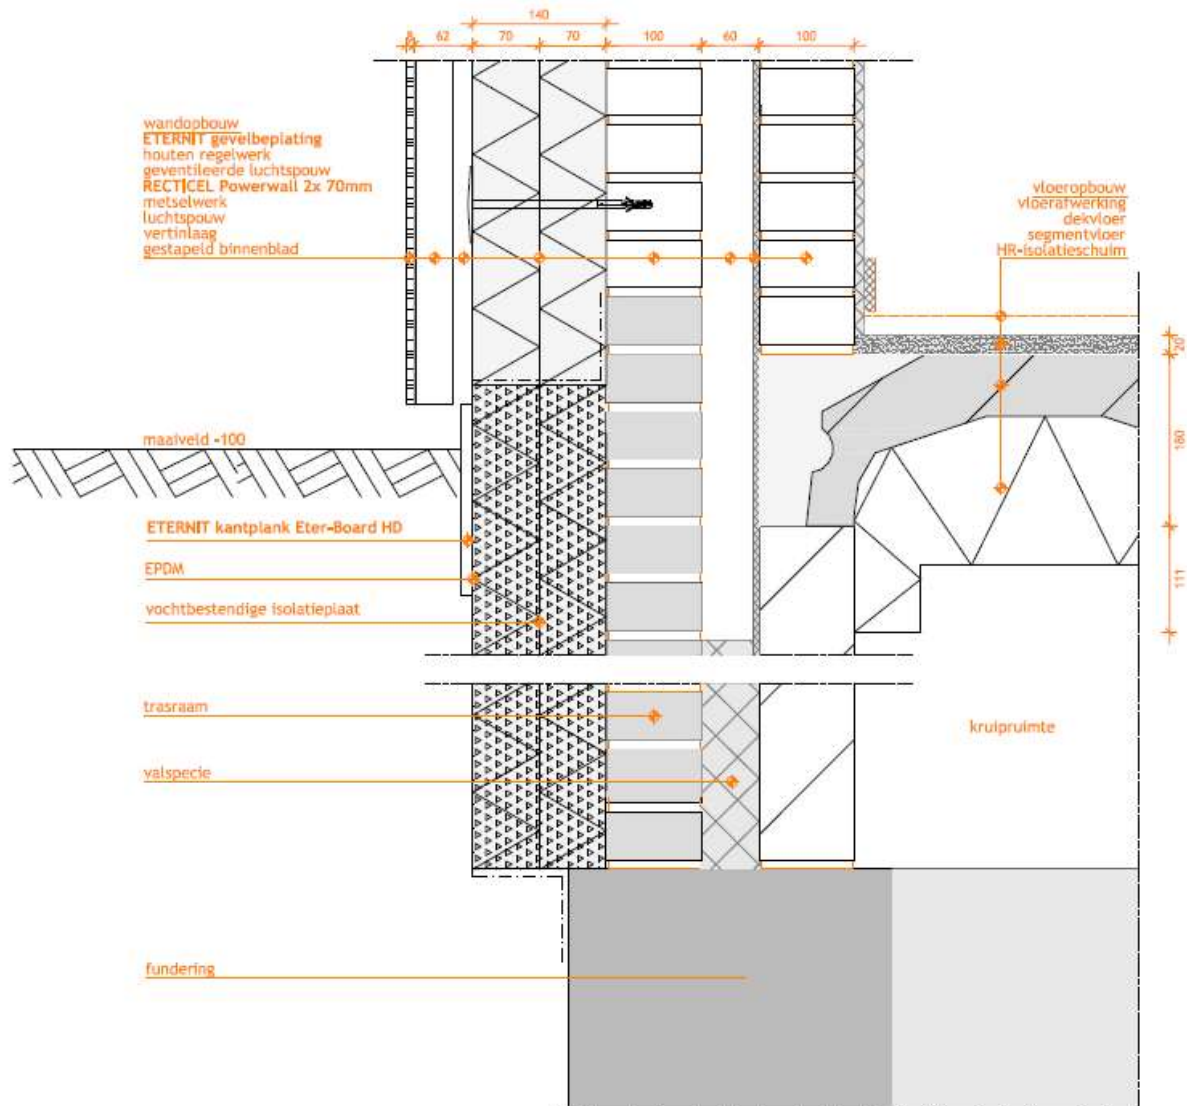 140
8 62 70 70 100 60 100
wandopbouw
ETERNIT gevelbeplating
houten regelwerk
geventileerde luchtspouw
RECTICEL Powerwall 2x 70mm
metselwerk
luchtspouw
vertinlaag
gestapeld binnenblad
vloeropbouw
vloerafwerking
dekvloer
segmentvloer
HR-isolatieschuim
20
180
111
maaiveld -100
ETERNIT kantplank Eter-Board HD
EPDM
vochtbestendige isolatieplaat
trasraam
kruipruimte
valspecie
fundering